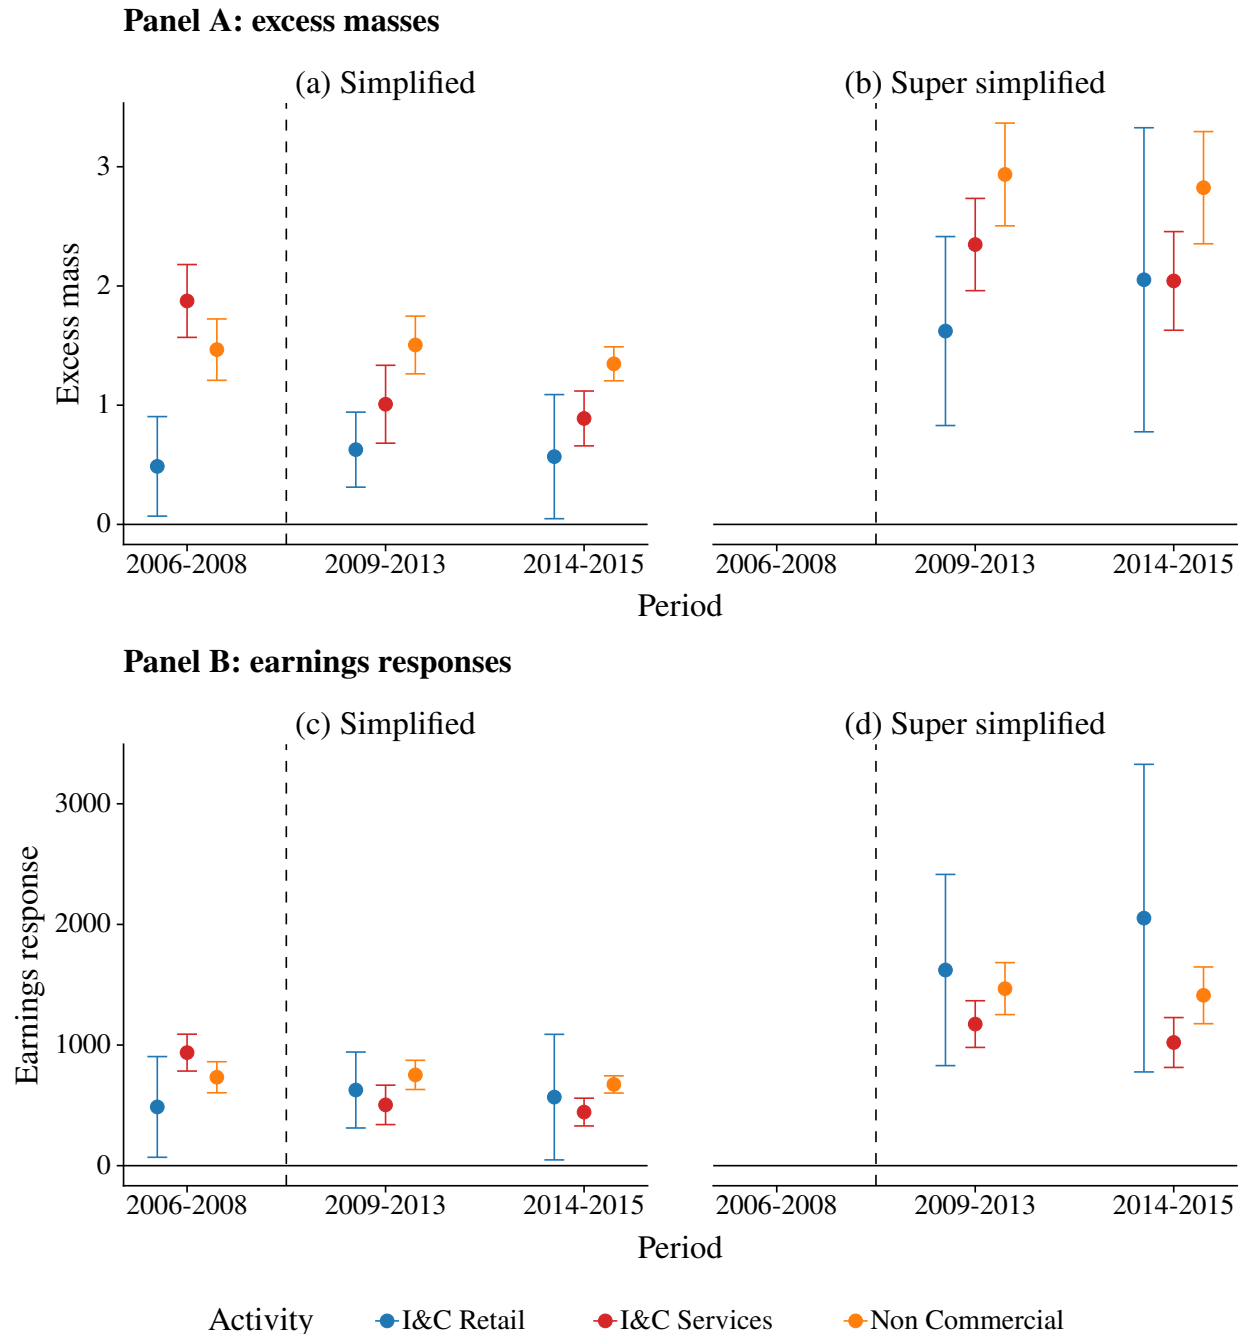 Panel A: excess masses
(a) Simplified
(b) Super simplified
Excess mass
3
2
1
0
2006-2008 2009-2013 2014-2015 2006-2008 2009-2013 2014-2015
Period
Panel B: earnings responses
(c) Simplified
(d) Super simplified
Earnings response
3000
2000
1000
0
2006-2008 2009-2013 2014-2015 2006-2008 2009-2013 2014-2015
Period
Activity I&C Retail I&C Services Non Commercial